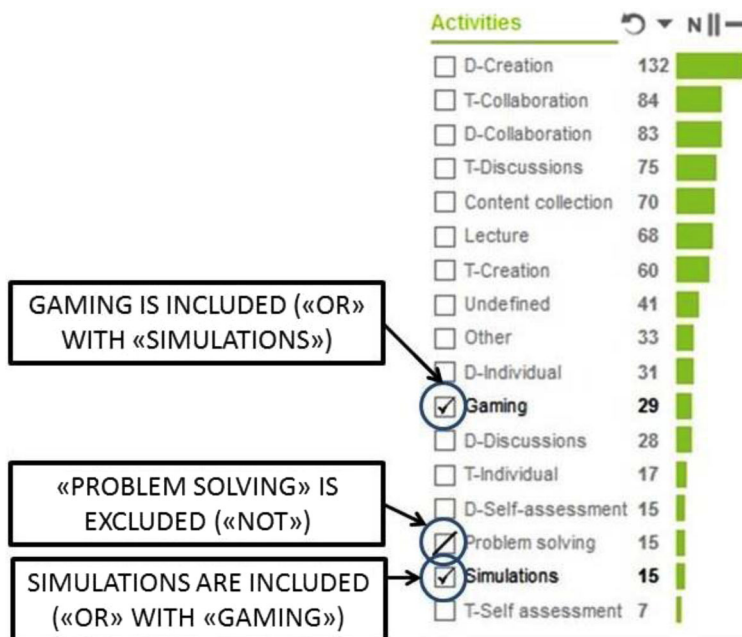 Activities N
D-Creation 132
T-Collaboration 84
D-Collaboration 83
T-Discussions 75
Content collection 70
Lecture 68
T-Creation 60
Undefined 41
Other 33
D-Individual 31
Gaming 29
D-Discussions 28
T-Individual 17
D-Self-assessment 15
Problem solving 15
Simulations 15
T-Self assessment 7
GAMING IS INCLUDED («OR»
WITH «SIMULATIONS»)
«PROBLEM SOLVING» IS
EXCLUDED («NOT»)
SIMULATIONS ARE INCLUDED
(«OR» WITH «GAMING»)